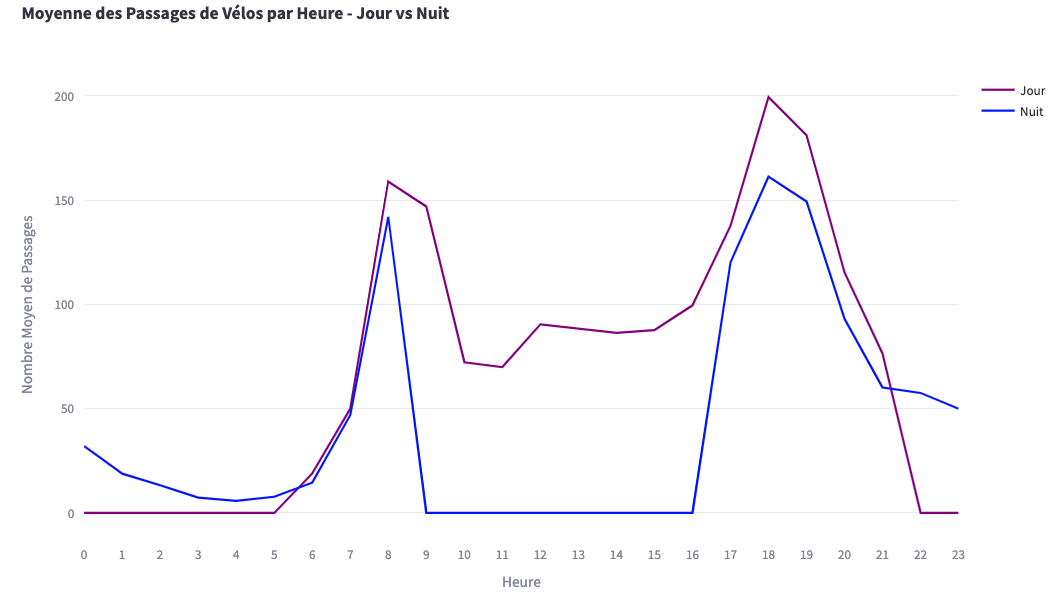 Moyenne des Passages de Vélos par Heure - Jour vs Nuit
Jour
Nuit
Nombre Moyen de Passages
200
150
100
50
0
0 1 2 3 4 5 6 7 8 9 10 11 12 13 14 15 16 17 18 19 20 21 22 23
Heure